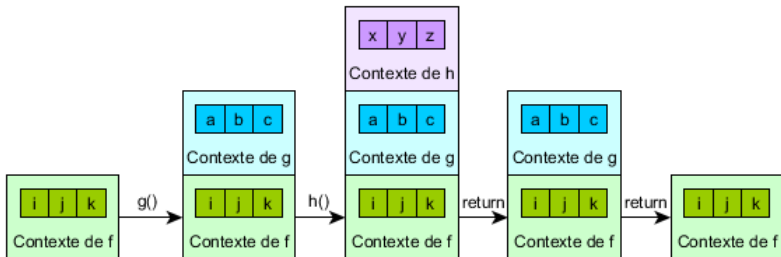 x y z
Contexte de h
a b c
Contexte de g
a b c
Contexte de g
a b c
Contexte de g
i j k
Contexte de f
g()
i j k
Contexte de f
h()
i j k
Contexte de f
return
i j k
Contexte de f
return
i j k
Contexte de f